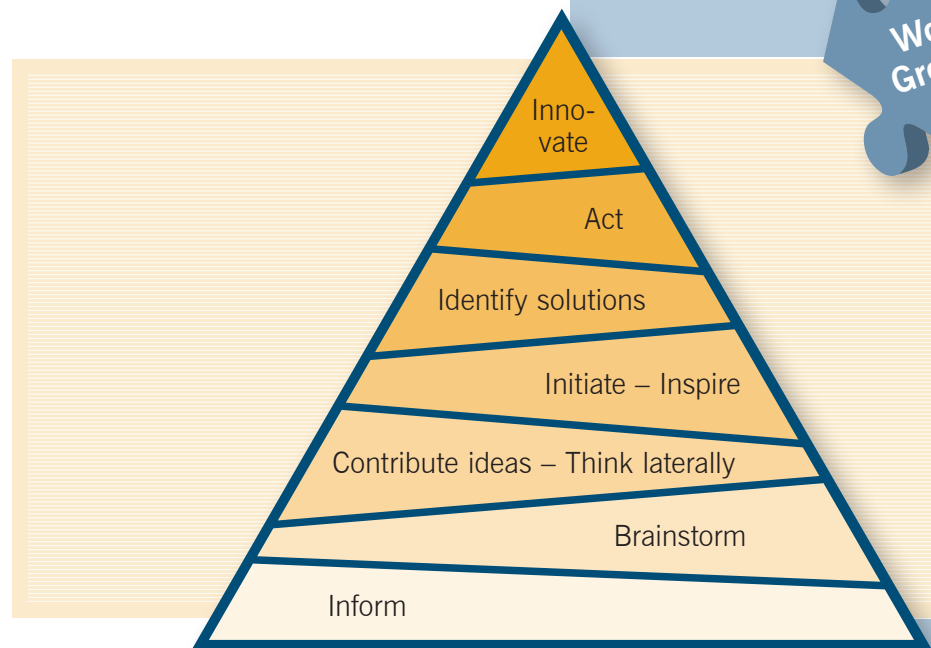 Inno-
vate
Act
Identify solutions
Initiate – Inspire
Contribute ideas – Think laterally
Brainstorm
Inform